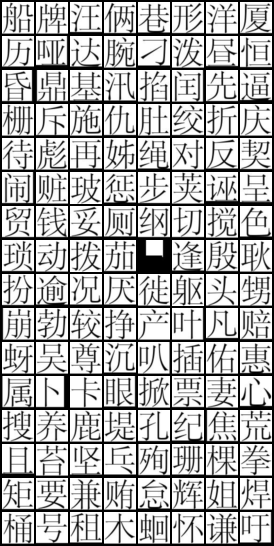 船牌汪俩巷形洋厦
历哑达腕刁泼昼恒
昏鼎基汛掐闰先逼
栅斥施仇肚绞折庆
待彪再姊绳对反契
闹赃玻惩步荚诬呈
贸钱妥厕纲切搅色
琐动拨茄逢殷耿
扮逾况厌徒躯头甥
崩勃较挣产叶凡赔
蚜吴尊沉叭插佑惠
属卜卡眼掀票妻心
搜养鹿堤孔纪焦荒
且苔坚兵殉珊棵拳
矩要兼贿怠辉姐焊
桶号租木蛔怀谦吁